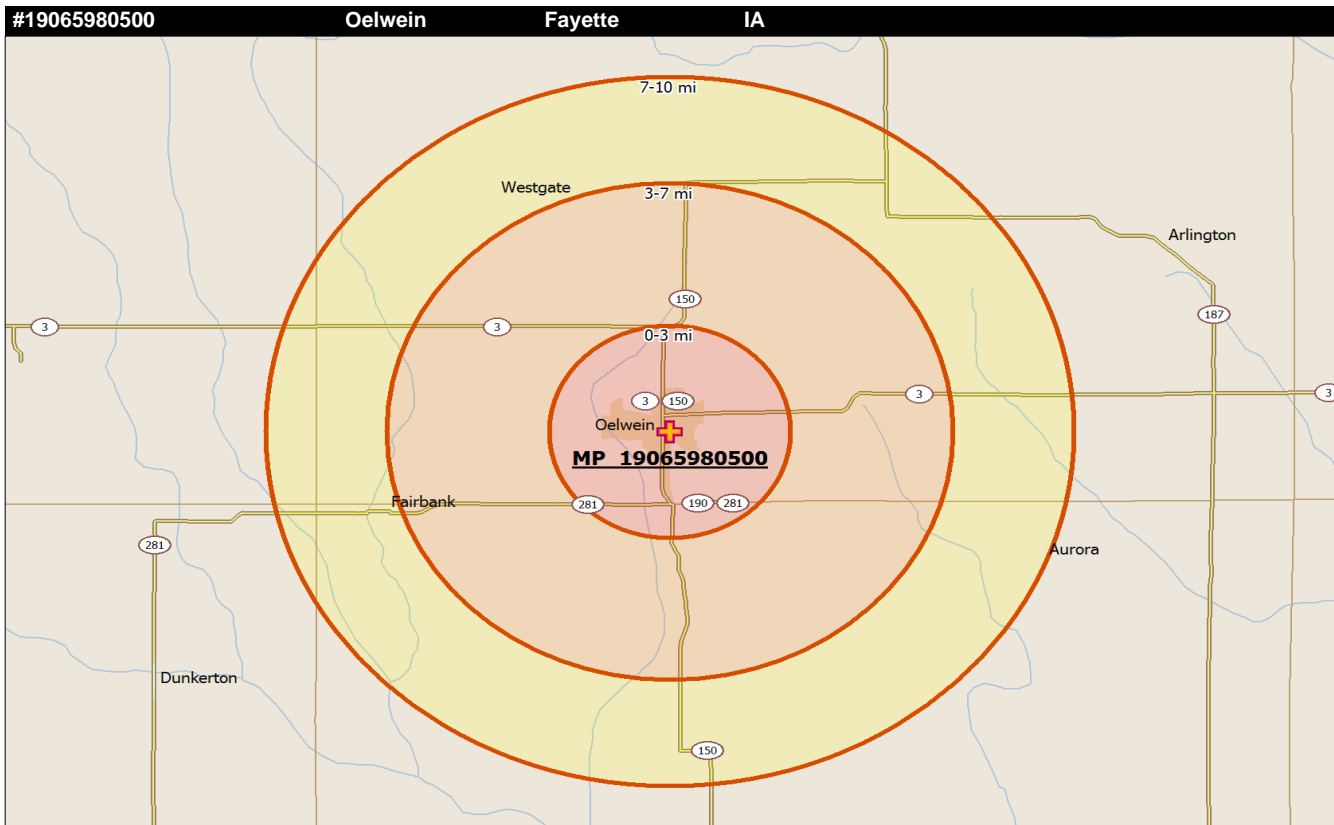 #19065980500 Oelwein Fayette IA
7-10 mi
Westgate
3-7 mi
Arlington
150
187
3
3
0-3 mi
3
3
3 150
Oelwein
MP 19065980500
Fairbank
281
190 281
281
Aurora
Dunkerton
150